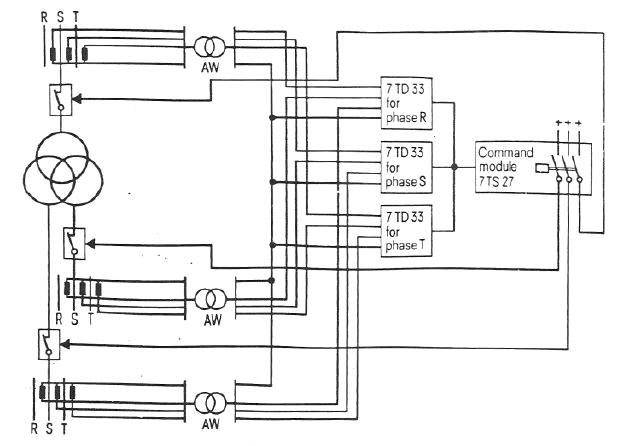 R S T
AW
7 TD 33
for
phase R
+ + +
7 TD 33
for
phase S
Command
module
7 TS 27
7 TD 33
for
phase T
R S T
AW
R S T
AW